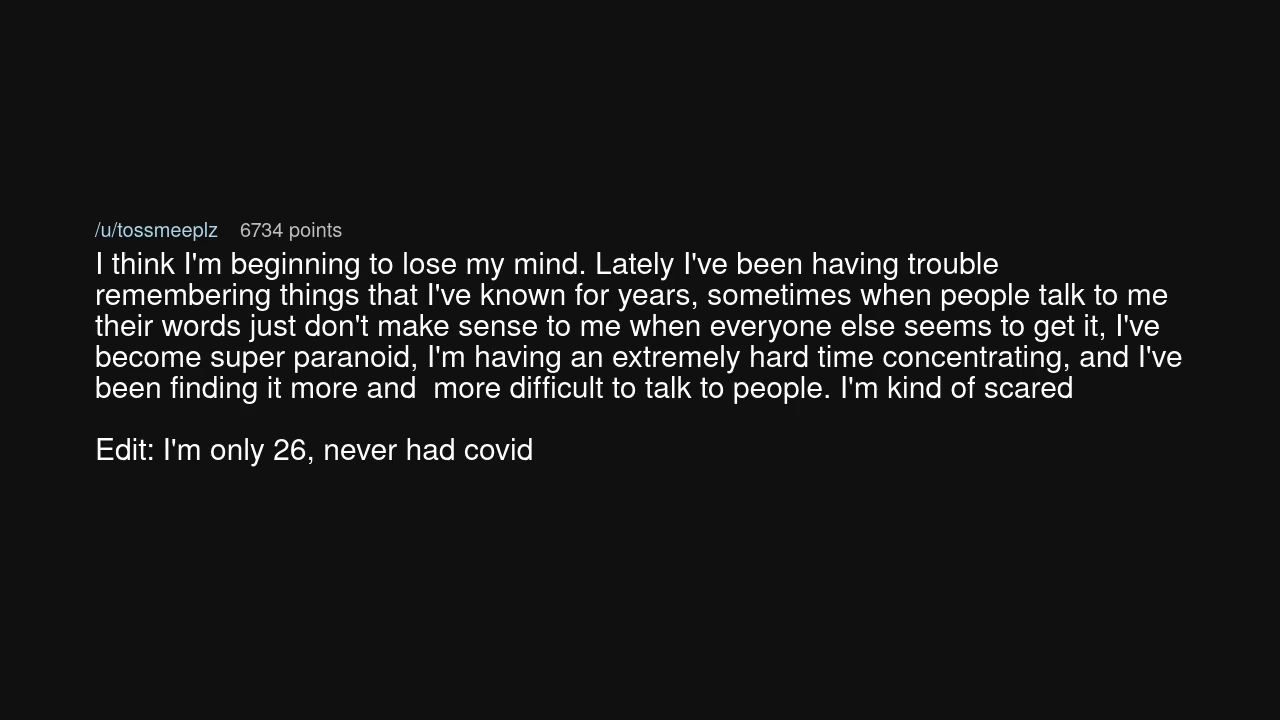 /u/tossmeeplz 6734 points
I think I'm beginning to lose my mind. Lately I've been having trouble
remembering things that I've known for years, sometimes when people talk to me
their words just don't make sense to me when everyone else seems to get it, I've
become super paranoid, I'm having an extremely hard time concentrating, and I've
been finding it more and  more difficult to talk to people. I'm kind of scared
Edit: I'm only 26, never had covid